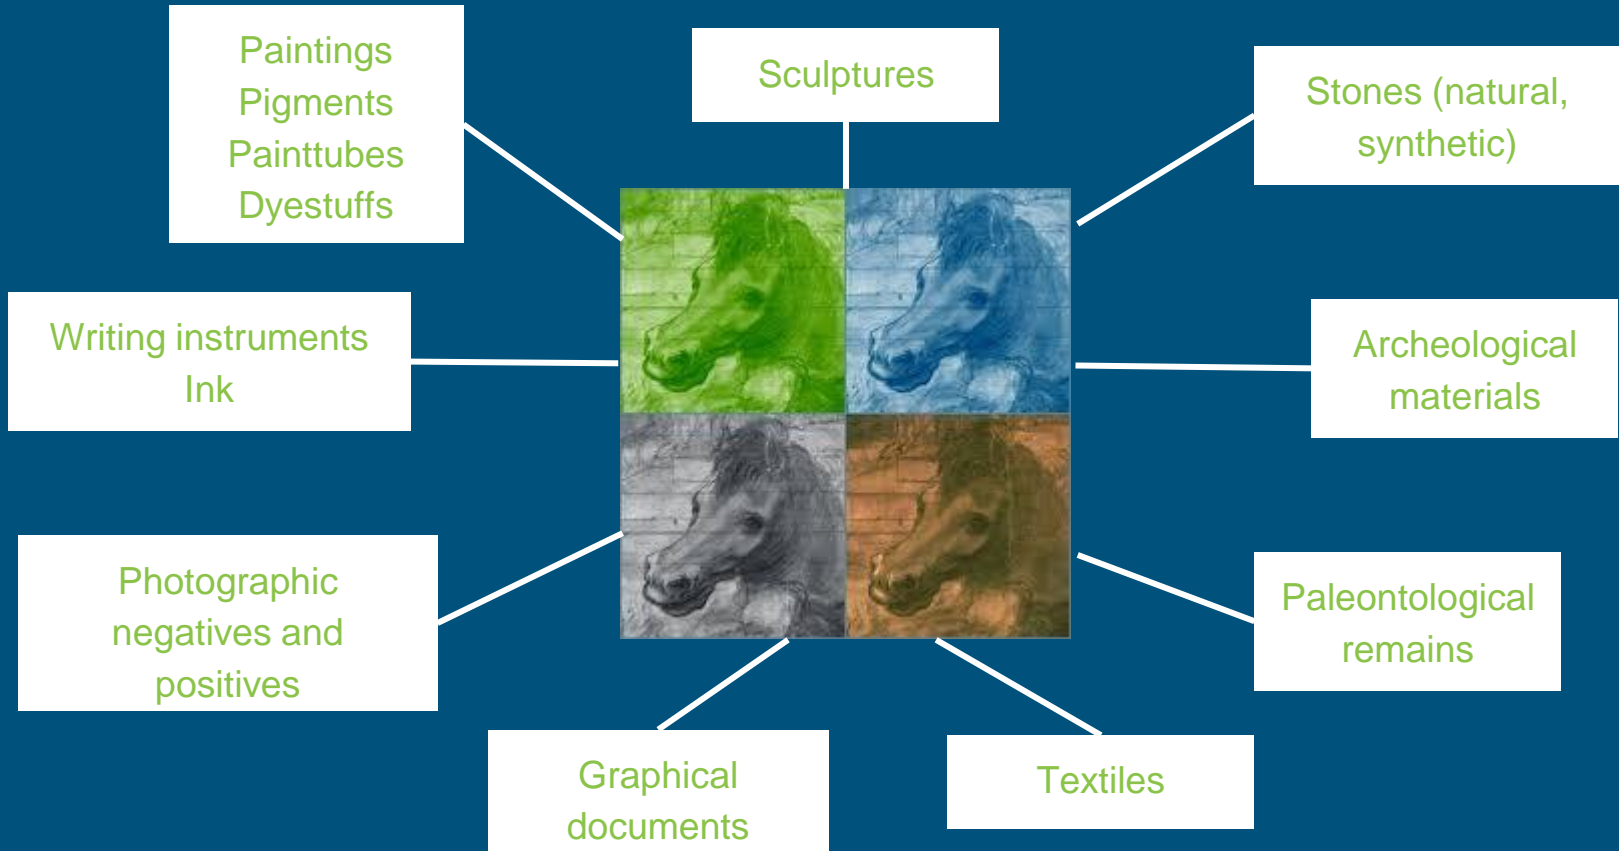 Paintings
Pigments
Painttubes
Dyestuffs
Sculptures
Stones (natural,
synthetic)
Writing instruments
Ink
Archeological
materials
Photographic
negatives and
positives
Paleontological
remains
Graphical
documents
Textiles